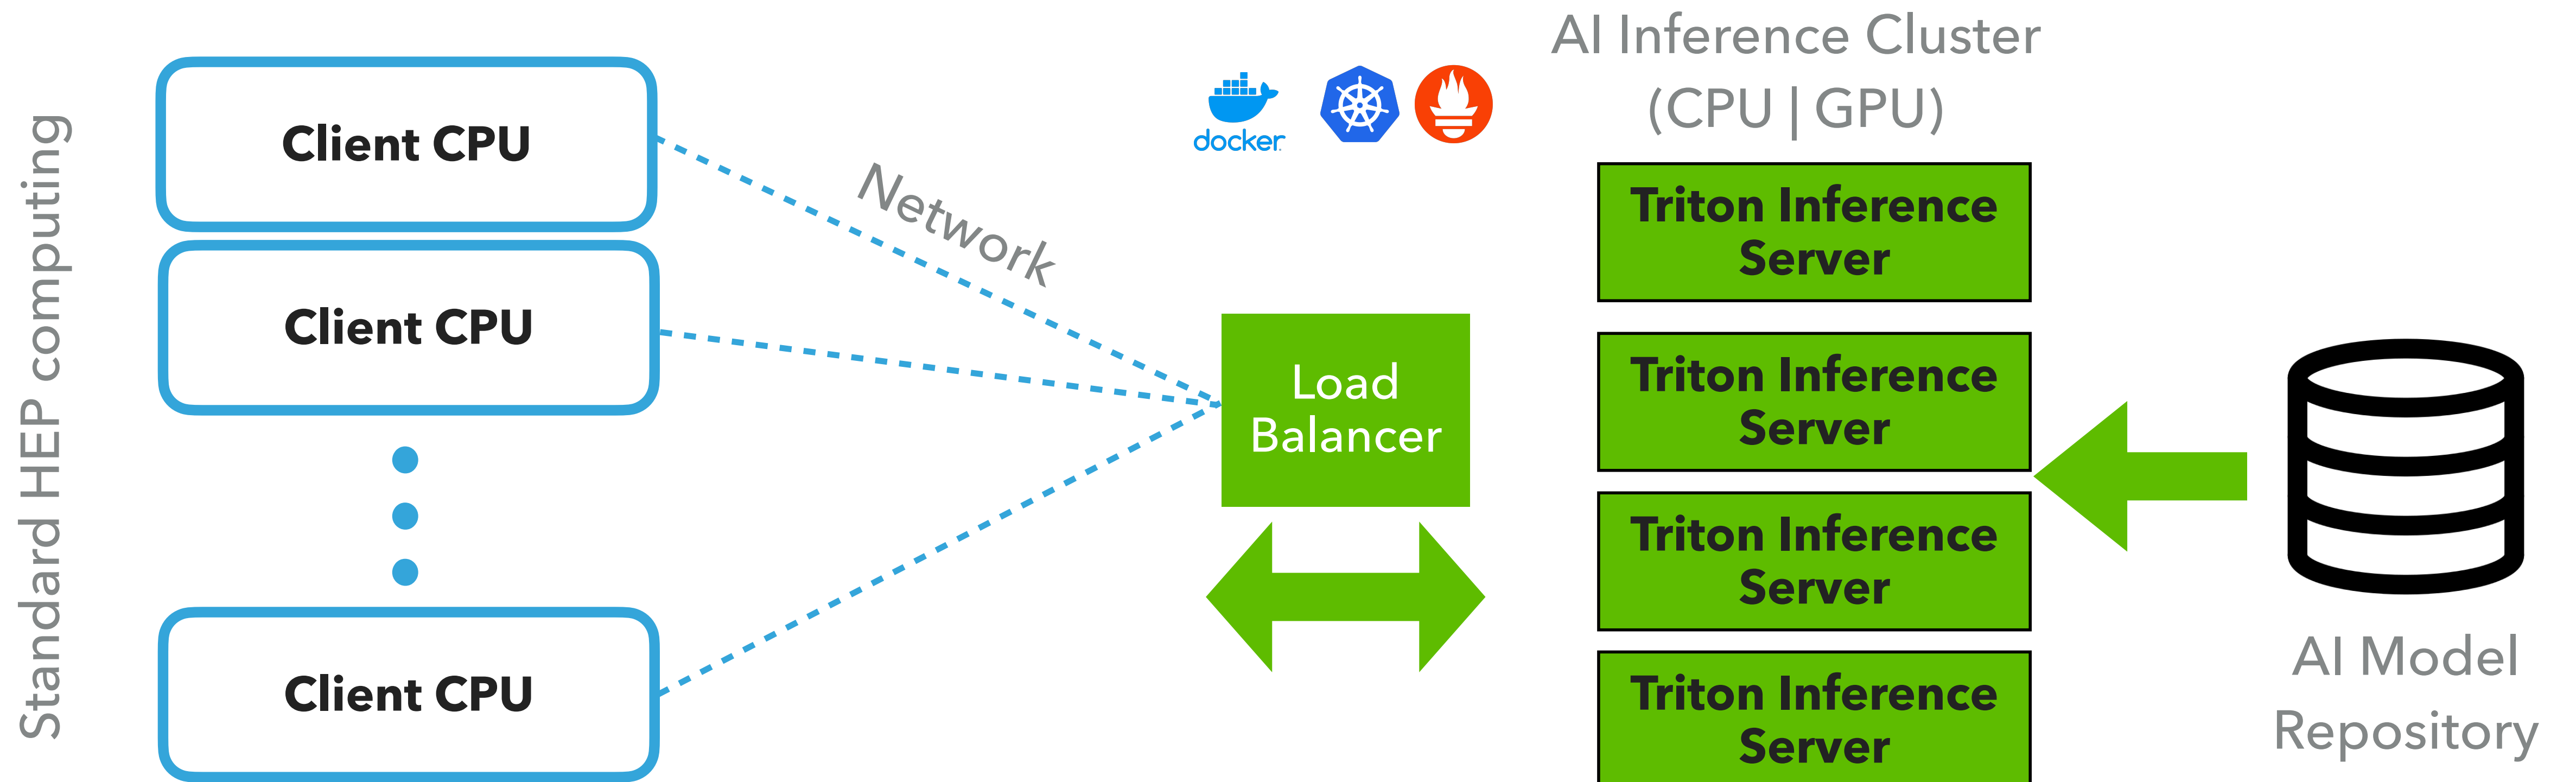 Standard HEP computing
Client CPU
Client CPU
Client CPU
Network
docker
Load
Balancer
AI Inference Cluster
(CPU | GPU)
Triton Inference
Server
Triton Inference
Server
Triton Inference
Server
Triton Inference
Server
AI Model
Repository